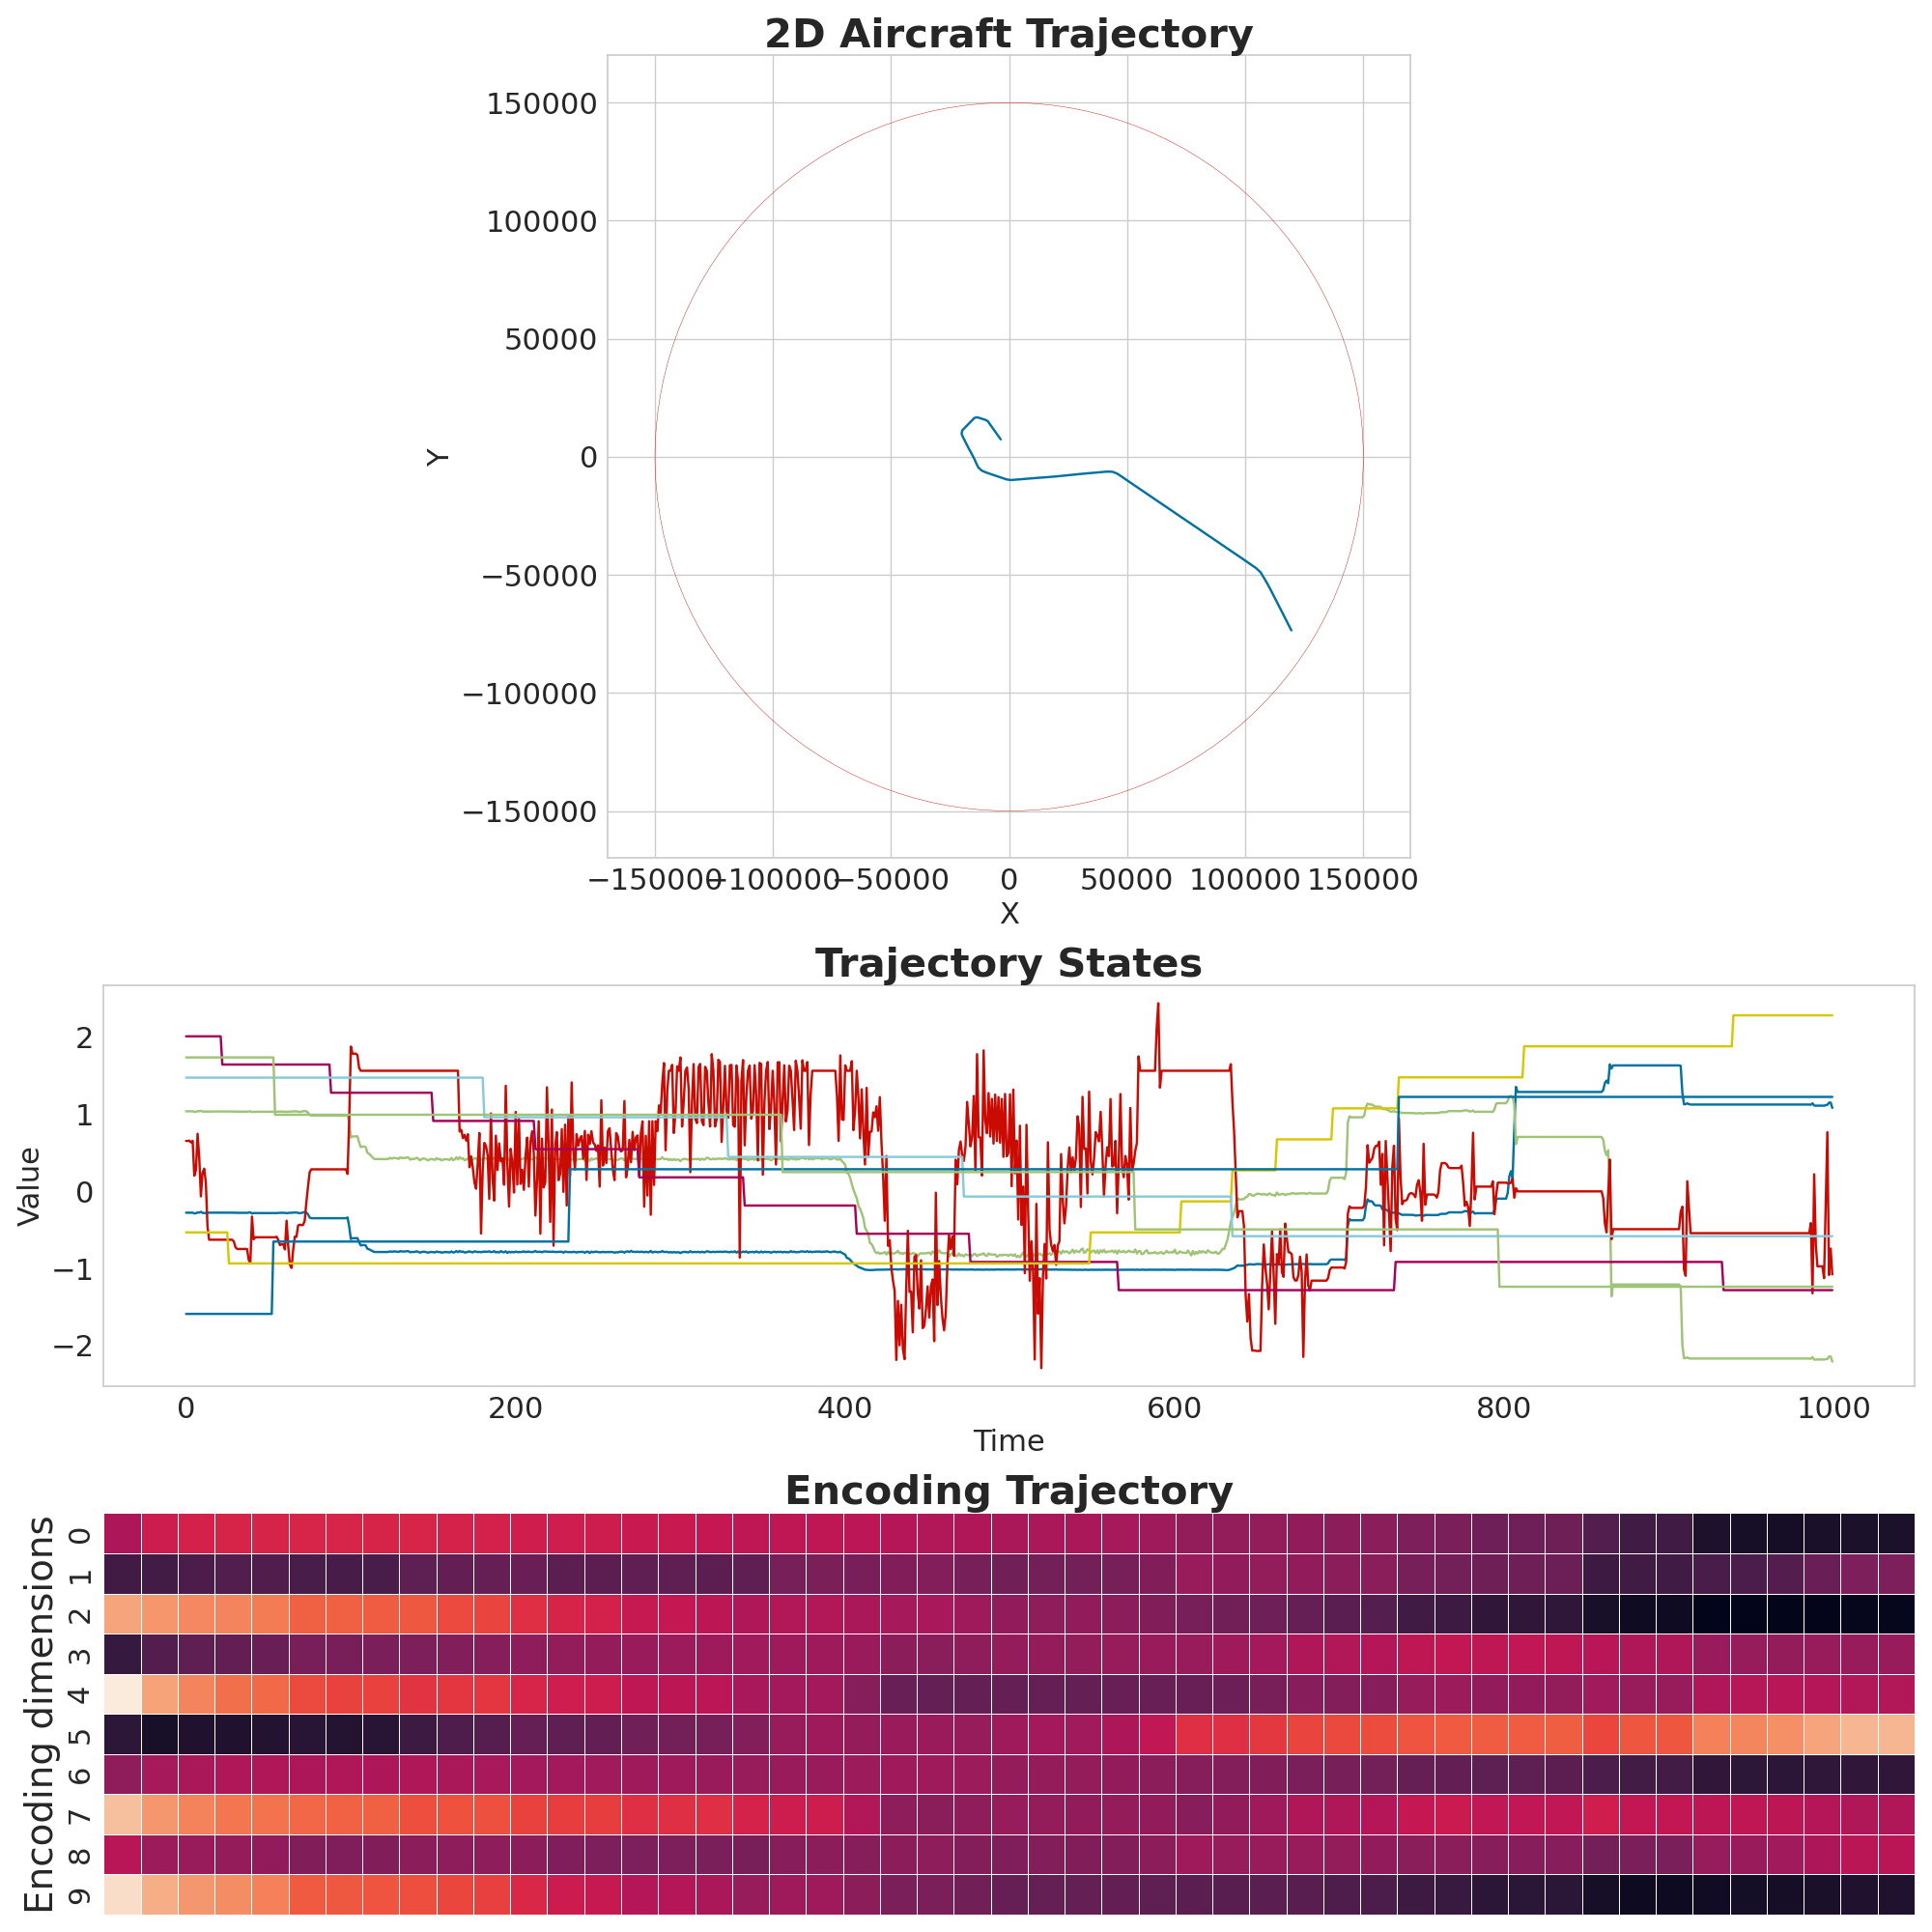 2D Aircraft Trajectory
150000
100000
50000
0
−50000
−100000
−150000
Y
−150000 −100000 −50000 0 50000 100000 150000
X
Trajectory States
2
1
0
−1
−2
Value
0 200 400 600 800 1000
Time
Encoding Trajectory
Encoding dimensions
0
1
2
3
4
5
6
7
8
9